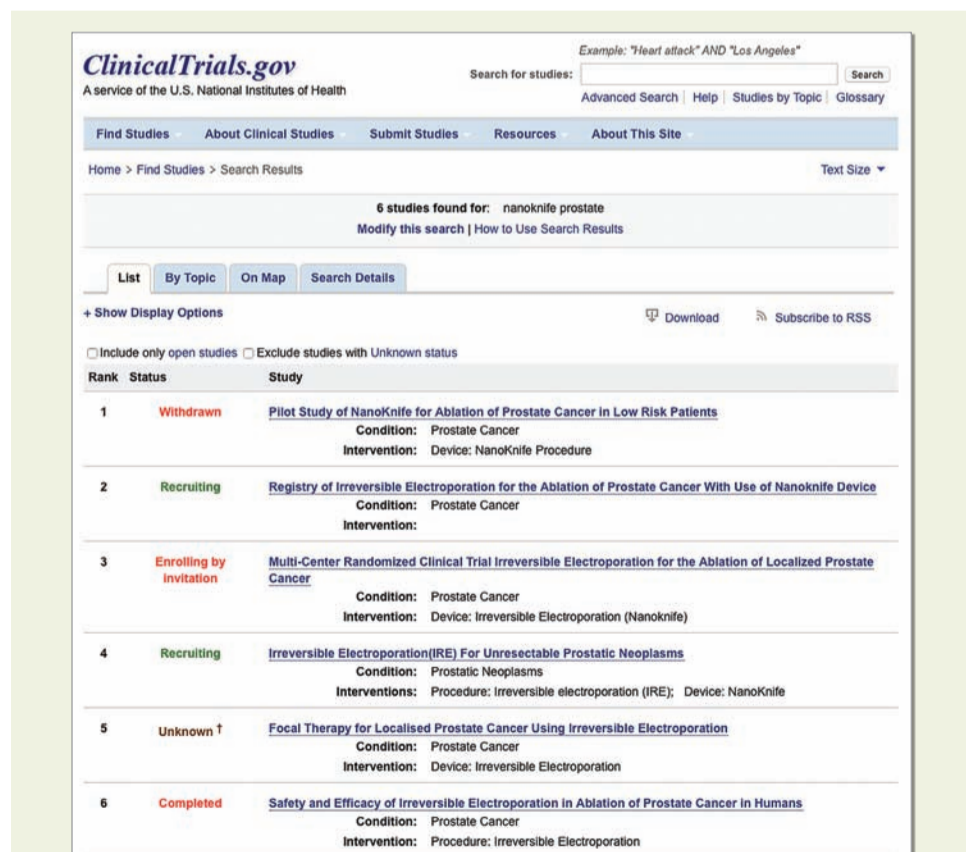 Example: "Heart attack" AND "Los Angeles"
ClinicalTrials.gov
Search for studies:
Search
A service of the U.S. National Institutes of Health
Advanced Search | Help | Studies by Topic | Glossary
Find Studies About Clinical Studies Submit Studies Resources About This Site
Home > Find Studies > Search Results
Text Size
6 studies found for: nanoknife prostate
Modify this search | How to Use Search Results
List By Topic On Map Search Details
+ Show Display Options
Download Subscribe to RSS
Include only open studies Exclude studies with Unknown status
Rank Status Study
1 Withdrawn Pilot Study of NanoKnife for Ablation of Prostate Cancer in Low Risk Patients
Condition: Prostate Cancer
Intervention: Device: NanoKnife Procedure
2 Recruiting Registry of Irreversible Electroporation for the Ablation of Prostate Cancer With Use of Nanoknife Device
Condition: Prostate Cancer
Intervention:
3 Enrolling by invitation Multi-Center Randomized Clinical Trial Irreversible Electroporation for the Ablation of Localized Prostate
Cancer
Condition: Prostate Cancer
Intervention: Device: Irreversible Electroporation (Nanoknife)
4 Recruiting Irreversible Electroporation(IRE) For Unresectable Prostatic Neoplasms
Condition: Prostatic Neoplasms
Interventions: Procedure: Irreversible electroporation (IRE); Device: NanoKnife
5 Unknown † Focal Therapy for Localised Prostate Cancer Using Irreversible Electroporation
Condition: Prostate Cancer
Intervention: Device: Irreversible Electroporation
6 Completed Safety and Efficacy of Irreversible Electroporation in Ablation of Prostate Cancer in Humans
Condition: Prostate Cancer
Intervention: Procedure: Irreversible Electroporation